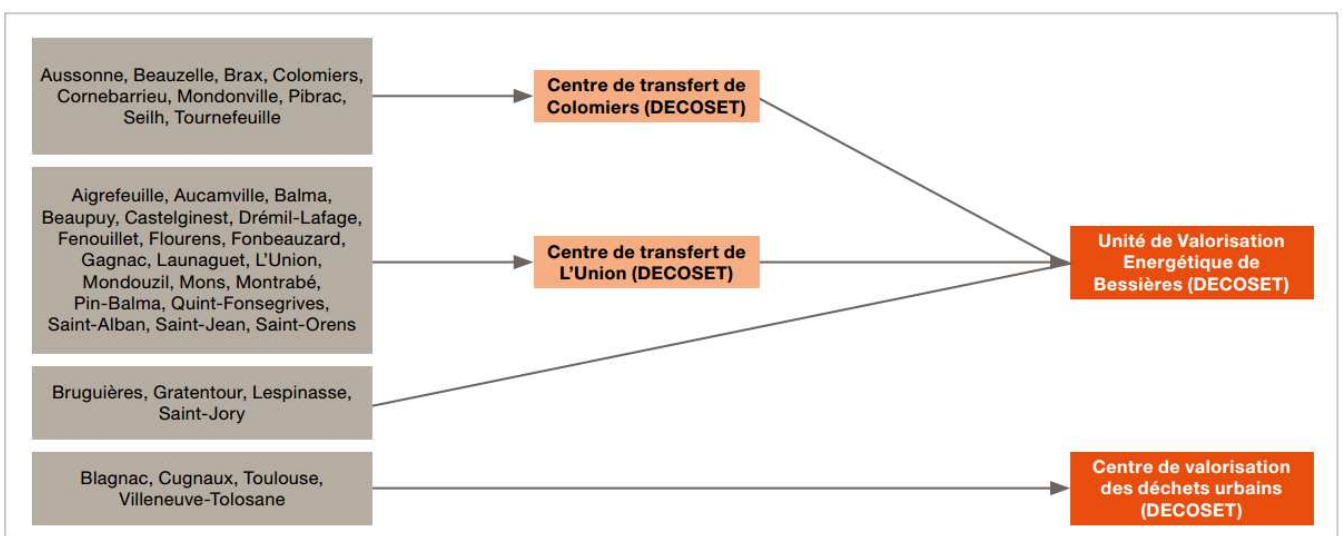 Aussonne, Beauzelle, Brax, Colomiers,
Cornebarrieu, Mondonville, Pibrac,
Seilh, Tournefeuille
Centre de transfert de
Colomiers (DECOSET)
Aigrefeuille, Aucamville, Balma,
Beaupuy, Castelginest, Drémil-Lafage,
Fenouillet, Flourens, Fonbeauzard,
Gagnac, Launaguet, L’Union,
Mondouzil, Mons, Montrabé,
Pin-Balma, Quint-Fonsegrives,
Saint-Alban, Saint-Jean, Saint-Orens
Centre de transfert de
L’Union (DECOSET)
Unité de Valorisation
Energétique de
Bessières (DECOSET)
Bruguières, Gratentour, Lespinasse,
Saint-Jory
Blagnac, Cugnaux, Toulouse,
Villeneuve-Tolosane
Centre de valorisation
des déchets urbains
(DECOSET)